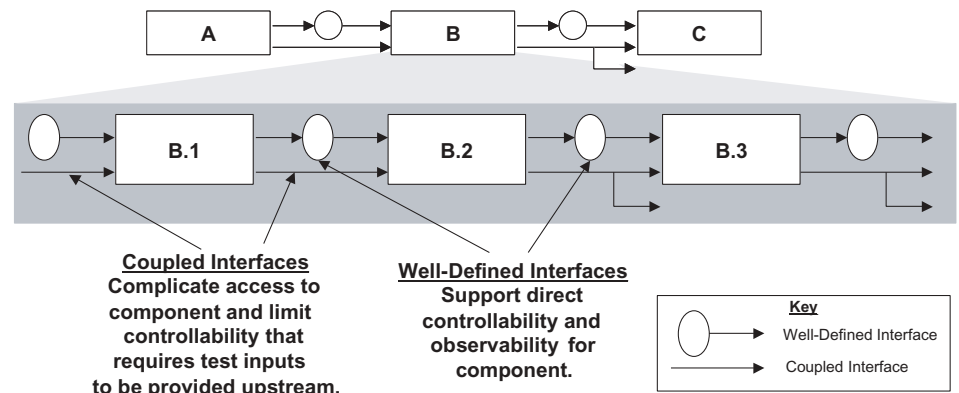 A
B
C
B.1
B.2
B.3
Coupled Interfaces
Complicate access to
component and limit
controllability that
requires test inputs
to be provided upstream.
Well-Defined Interfaces
Support direct
controllability and
observability for
component.
Key
Well-Defined Interface
Coupled Interface